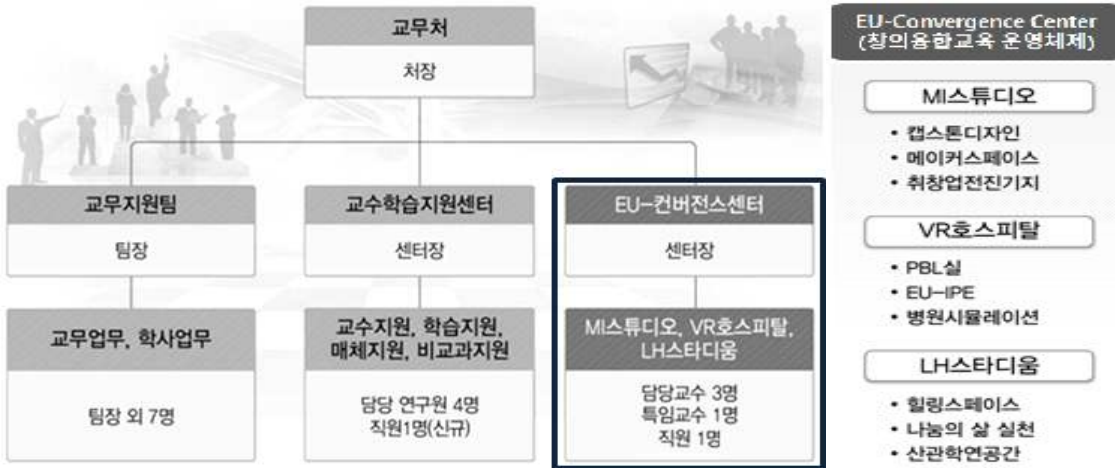 교무처
처장
교무지원팀
팀장
교무업무, 학사업무
팀장 외 7명
교수학습지원센터
센터장
교수지원, 학습지원,
매체지원, 비교과지원
담당 연구원 4명
직원1명(신규)
EU-컨버전스센터
센터장
MI스튜디오, VR호스피탈,
LH스타디움
담당교수 3명
특임교수 1명
직원 1명
EU-Convergence Center
(창의융합교육 운영체제)
MI스튜디오
• 캡스톤디자인
• 메이커스페이스
• 취창업전진기지
VR호스피탈
• PBL실
• EU-IPE
• 병원시뮬레이션
LH스타디움
• 힐링스페이스
• 나눔의 삶 실천
• 산관학연공간